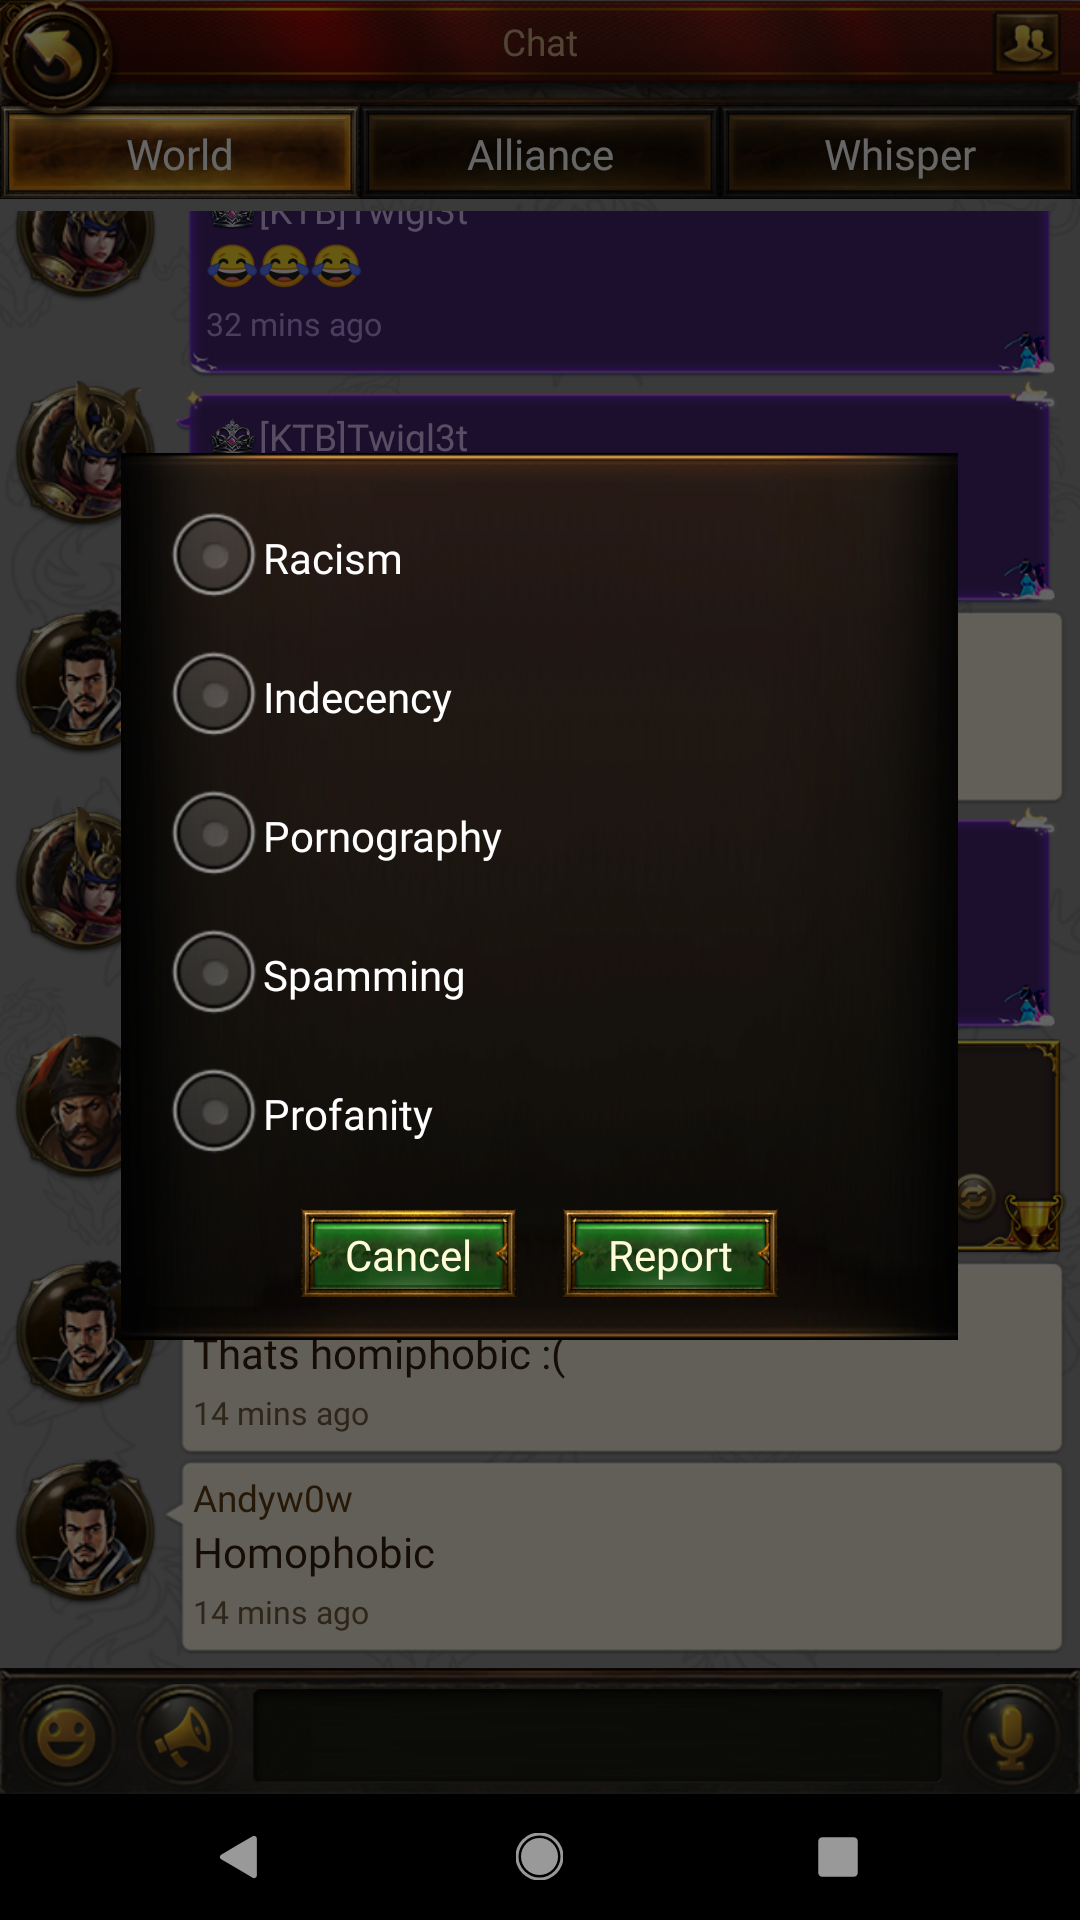 Chat
World
Alliance
Whisper
[KTB]Twigl3t
😂😂😂
32 mins ago
[KTB]Twigl3t
Racism
Indecency
Pornography
Spamming
Profanity
Cancel
Report
Thats homiphobic :(
14 mins ago
Andyw0w
Homophobic
14 mins ago